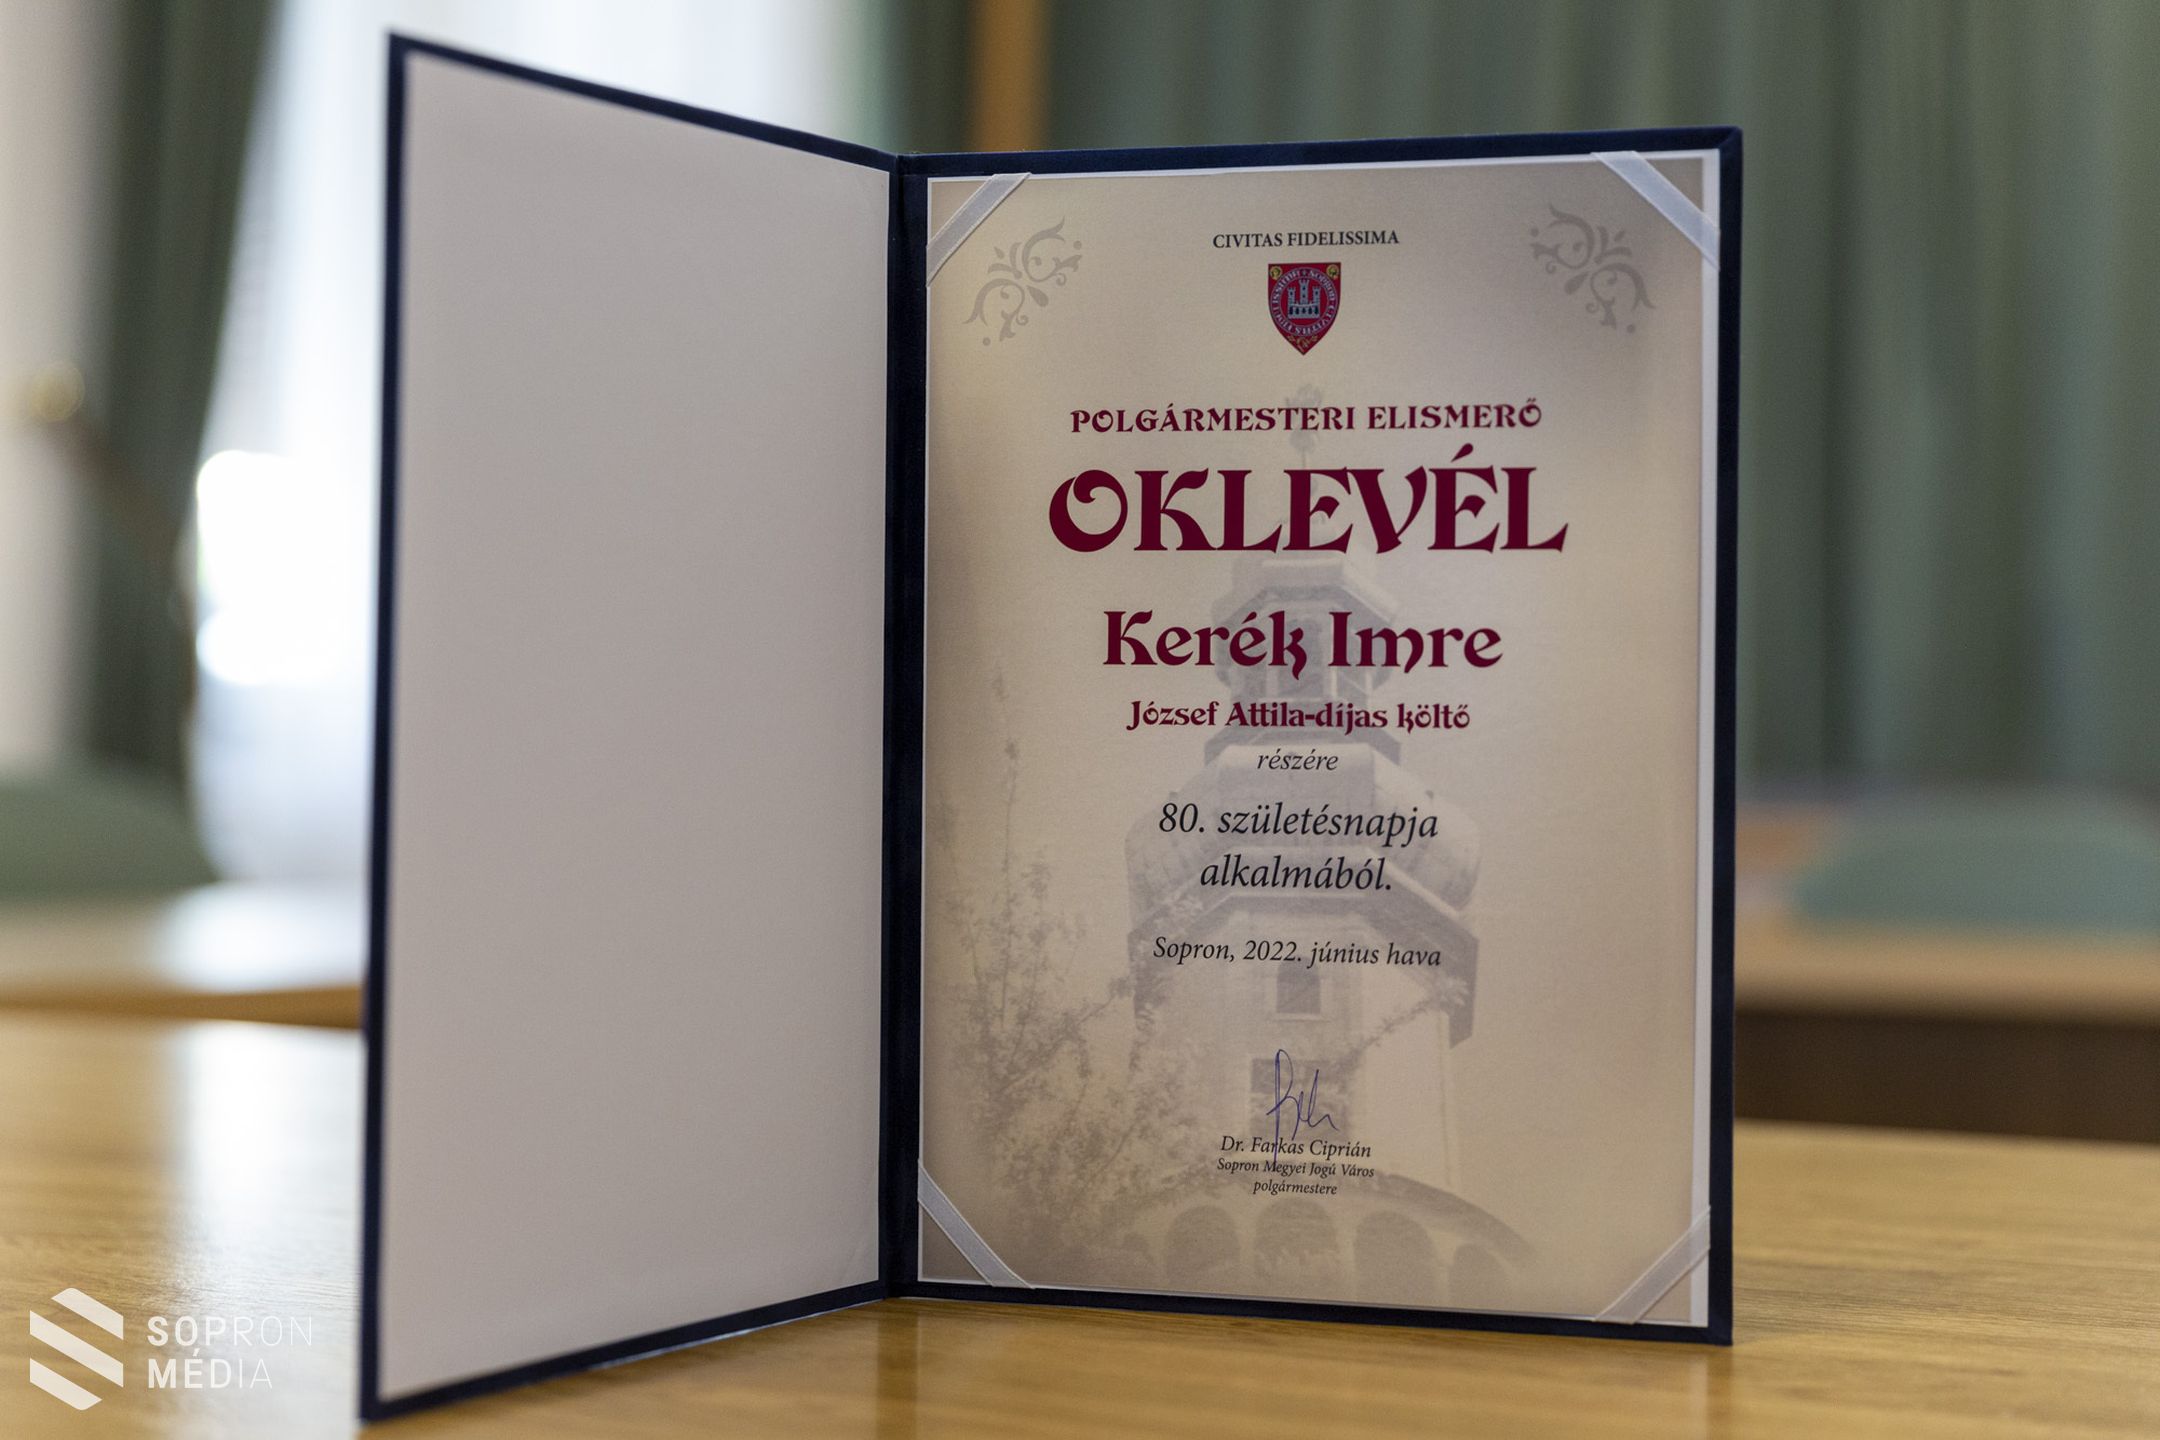 CIVITAS FIDELISSIMA
POLGÁRMESTERI ELISMERŐ
OKLEVÉL
Kerék Imre
József Attila-díjas költő
részére
80. születésnapja
alkalmából.
Sopron, 2022. június hava
Dr. Farkas Ciprián
Sopron Megyei Jogú Város
polgármestere
SOPRON
MÉDIA